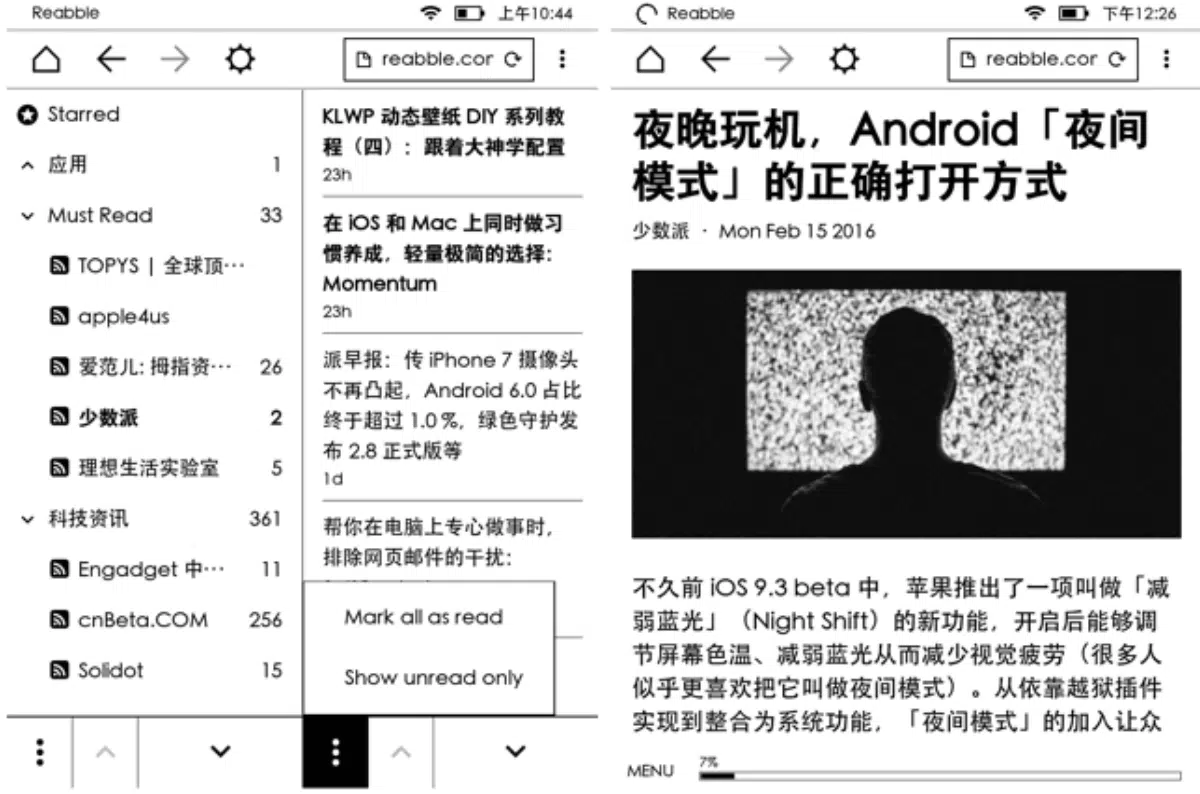 Reabble
上午10:44
reabble.cor
Starred
应用 1
Must Read 33
TOPYS | 全球顶···
apple4us
爱范儿: 拇指资··· 26
少数派 2
理想生活实验室 5
科技资讯 361
Engadget 中··· 11
cnBeta.COM 256
Solidot 15
KLWP 动态壁纸 DIY 系列教
程（四）：跟着大神学配置
23h
在 iOS 和 Mac 上同时做习
惯养成，轻量极简的选择：
Momentum
23h
派早报：传 iPhone 7 摄像头
不再凸起，Android 6.0 占比
终于超过 1.0%，绿色守护发
布 2.8 正式版等
1d
帮你在电脑上专心做事时，
排除网页邮件的干扰：
Mark all as read
Show unread only
Reabble
下午12:26
reabble.cor
夜晚玩机，Android「夜间
模式」的正确打开方式
少数派 · Mon Feb 15 2016
不久前 iOS 9.3 beta 中，苹果推出了一项叫做「减
弱蓝光」（Night Shift）的新功能，开启后能够调
节屏幕色温、减弱蓝光从而减少视觉疲劳（很多人
似乎更喜欢把它叫做夜间模式）。从依靠越狱插件
实现到整合为系统功能，「夜间模式」的加入让众
MENU
7%